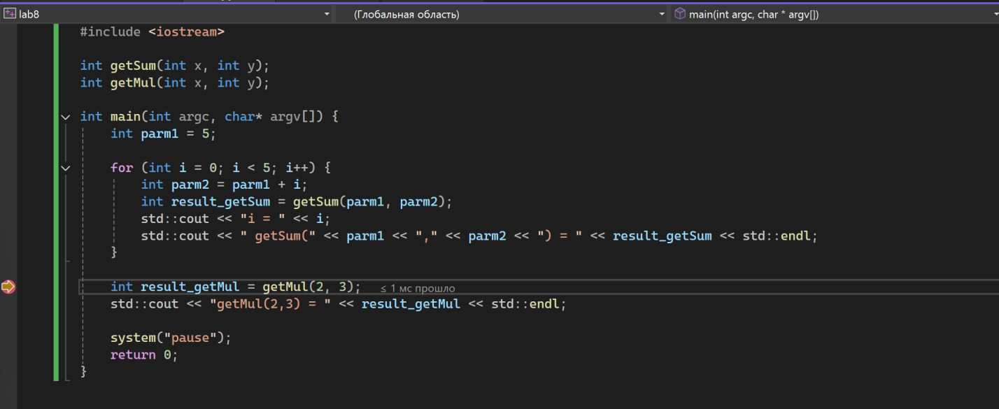 lab8 (Глобальная область) main(int argc, char * argv[])
#include <iostream>
int getSum(int x, int y);
int getMul(int x, int y);
int main(int argc, char* argv[]) {
int parm1 = 5;
for (int i = 0; i < 5; i++) {
int parm2 = parm1 + i;
int result_getSum = getSum(parm1, parm2);
std::cout << "i = " << i;
std::cout << " getSum(" << parm1 << "," << parm2 << ") = " << result_getSum << std::endl;
}
int result_getMul = getMul(2, 3); ≤ 1 мс прошло
std::cout << "getMul(2,3) = " << result_getMul << std::endl;
system("pause");
return 0;
}